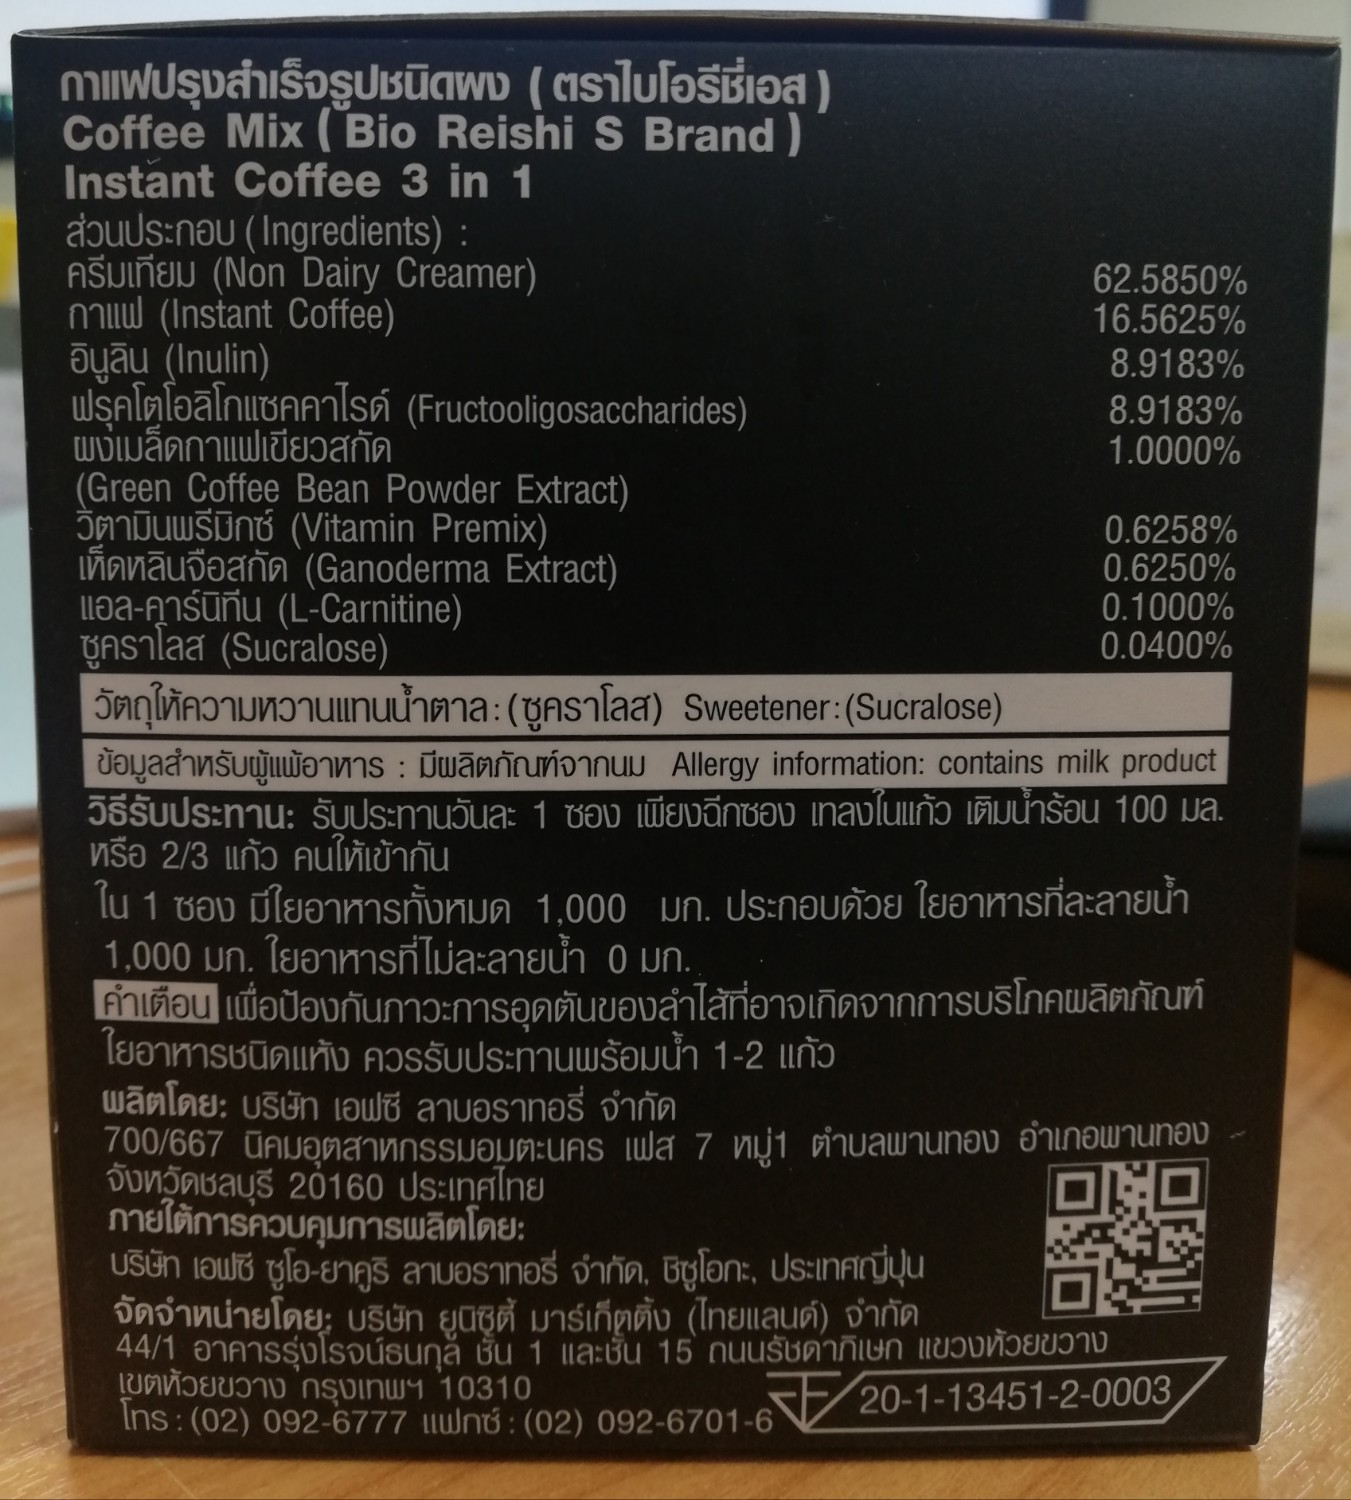 กาแฟปรุงสำเร็จรูปชนิดผง ( ตราไบโอรีชี่เอส )
Coffee Mix ( Bio Reishi S Brand )
Instant Coffee 3 in 1
ส่วนประกอบ ( Ingredients) :
ครีมเทียม (Non Dairy Creamer) 62.5850%
กาแฟ (Instant Coffee) 16.5625%
อินูลิน (Inulin) 8.9183%
ฟรุคโตโอลิโกแซคคาไรด์ (Fructooligosaccharides) 8.9183%
ผงเมล็ดกาแฟเขียวสกัด 1.0000%
(Green Coffee Bean Powder Extract)
วิตามินพรีมิกซ์ (Vitamin Premix) 0.6258%
เห็ดหลินจือสกัด (Ganoderma Extract) 0.6250%
แอล-คาร์นิทีน (L-Carnitine) 0.1000%
ซูคราโลส (Sucralose) 0.0400%
วัตถุให้ความหวานแทนน้ำตาล : (ซูคราโลส) Sweetener : (Sucralose)
ข้อมูลสำหรับผู้แพ้อาหาร : มีผลิตภัณฑ์จากนม Allergy information: contains milk product
วิธีรับประทาน: รับประทานวันละ 1 ซอง เพียงฉีกซอง เทลงในแก้ว เติมน้ำร้อน 100 มล.
หรือ 2/3 แก้ว คนให้เข้ากัน
ใน 1 ซอง มีใยอาหารทั้งหมด 1,000 มก. ประกอบด้วย ใยอาหารที่ละลายน้ำ
1,000 มก. ใยอาหารที่ไม่ละลายน้ำ 0 มก.
คำเตือน เพื่อป้องกันภาวะการอุดตันของลำไส้ที่อาจเกิดจากการบริโภคผลิตภัณฑ์
ใยอาหารชนิดแห้ง ควรรับประทานพร้อมน้ำ 1-2 แก้ว
ผลิตโดย: บริษัท เอฟซี ลาบอราทอรี่ จำกัด
700/667 นิคมอุตสาหกรรมอมตะนคร เฟส 7 หมู่1 ตำบลพานทอง อำเภอพานทอง
จังหวัดชลบุรี 20160 ประเทศไทย
ภายใต้การควบคุมการผลิตโดย:
บริษัท เอฟซี ซูโอ-ยาคูริ ลาบอราทอรี่ จำกัด, ชิซูโอกะ, ประเทศญี่ปุ่น
จัดจำหน่ายโดย: บริษัท ยูนิซิตี้ มาร์เก็ตติ้ง (ไทยแลนด์) จำกัด
44/1 อาคารรุ่งโรจน์ธนกุล ชั้น 1 และชั้น 15 ถนนรัชดาภิเษก แขวงห้วยขวาง
เขตห้วยขวาง กรุงเทพฯ 10310
โทร : (02) 092-6777 แฟกซ์ : (02) 092-6701-6
20-1-13451-2-0003